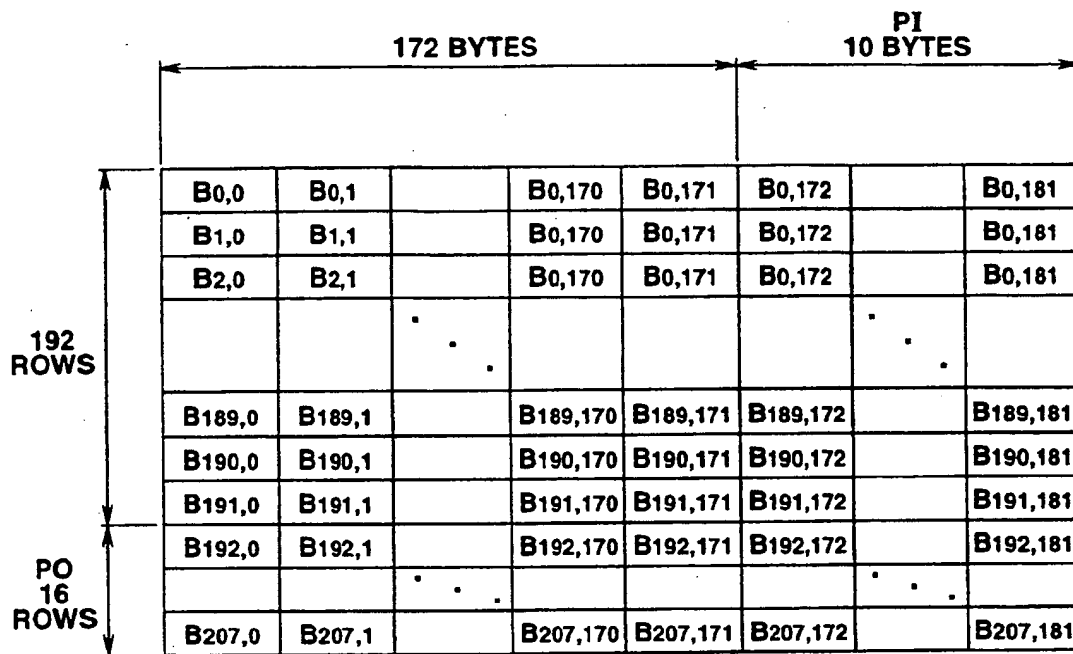 PI
172 BYTES 10 BYTES
B0,0 B0,1 B0,170 B0,171 B0,172 B0,181
B1,0 B1,1 B0,170 B0,171 B0,172 B0,181
B2,0 B2,1 B0,170 B0,171 B0,172 B0,181
192
ROWS
B189,0 B189,1 B189,170 B189,171 B189,172 B189,181
B190,0 B190,1 B190,170 B190,171 B190,172 B190,181
B191,0 B191,1 B191,170 B191,171 B191,172 B191,181
B192,0 B192,1 B192,170 B192,171 B192,172 B192,181
PO
16
ROWS
B207,0 B207,1 B207,170 B207,171 B207,172 B207,181